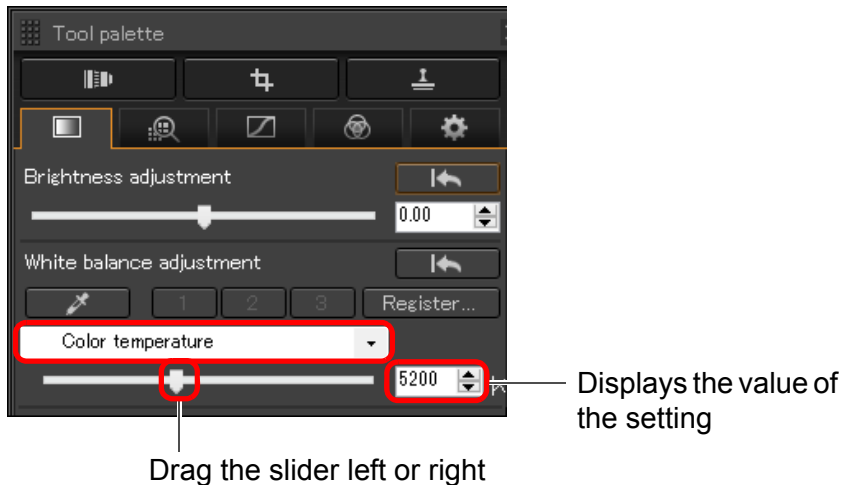 Tool palette
Brightness adjustment
0.00
White balance adjustment
1 2 3 Register...
Color temperature
5200 K
Displays the value of
the setting
Drag the slider left or right